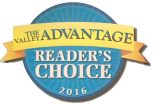 THE VALLEY ADVANTAGE
READER'S
CHOICE
2016